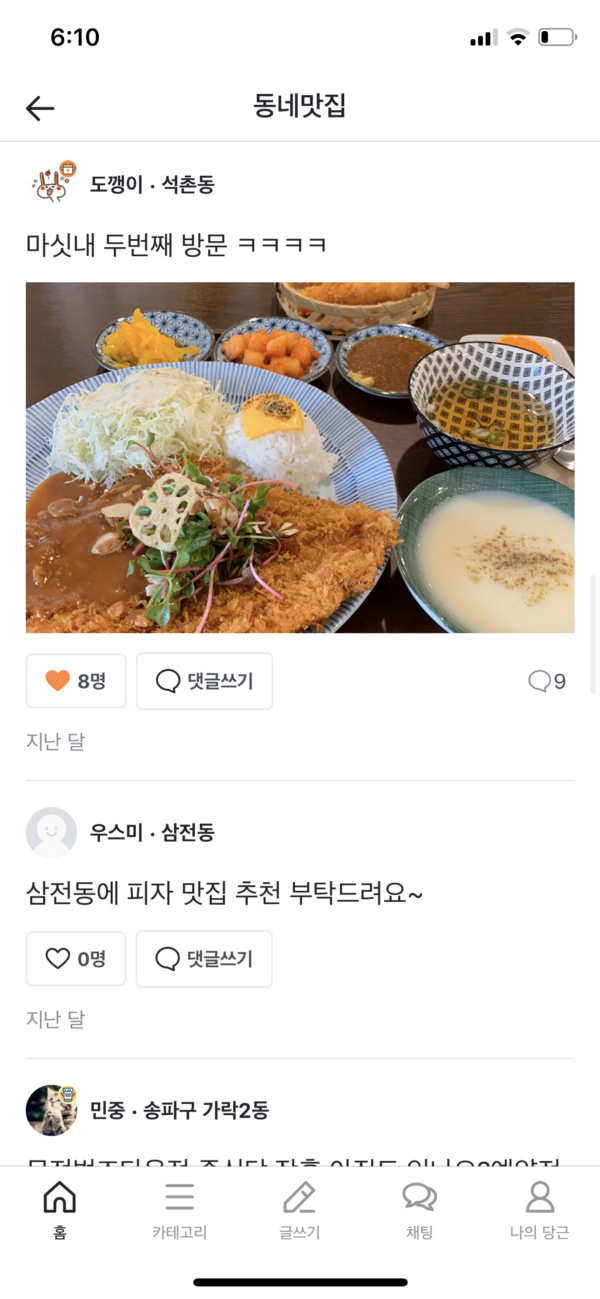 6:10
동네맛집
도깽이 · 석촌동
마싯내 두번째 방문 ㅋㅋㅋㅋ
8명 댓글쓰기 9
지난 달
우스미 · 삼전동
삼전동에 피자 맛집 추천 부탁드려요~
0명 댓글쓰기
지난 달
민중 · 송파구 가락2동
홈 카테고리 글쓰기 채팅 나의 당근